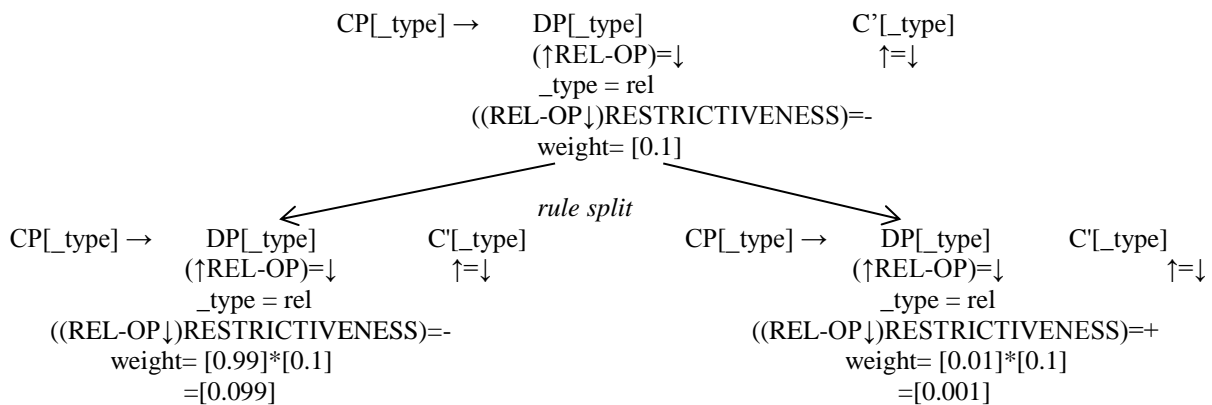 CP[_type] → DP[_type] C’[_type]
(↑REL-OP)=↓ ↑=↓
_type = rel
((REL-OP↓)RESTRICTIVENESS)=-
weight= [0.1]
rule split
CP[_type] → DP[_type] C'[_type] CP[_type] → DP[_type] C'[_type]
(↑REL-OP)=↓ ↑=↓ (↑REL-OP)=↓ ↑=↓
_type = rel _type = rel
((REL-OP↓)RESTRICTIVENESS)=- ((REL-OP↓)RESTRICTIVENESS)=+
weight= [0.99]*[0.1] weight= [0.01]*[0.1]
=[0.099] =[0.001]